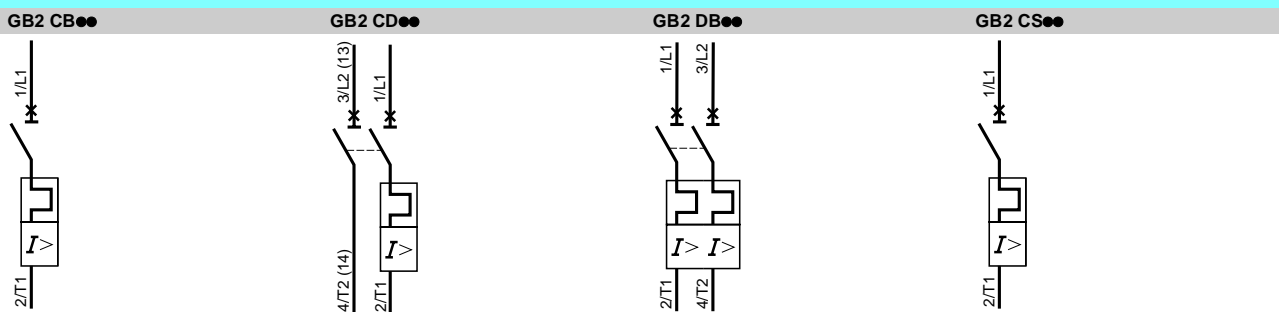 GB2 CB●●
GB2 CD●●
GB2 DB●●
GB2 CS●●
1/L1
3/L2 (13)
1/L1
1/L1
3/L2
1/L1
I>
I>
I> I>
I>
2/T1
4/T2 (14)
2/T1
2/T1
4/T2
2/T1